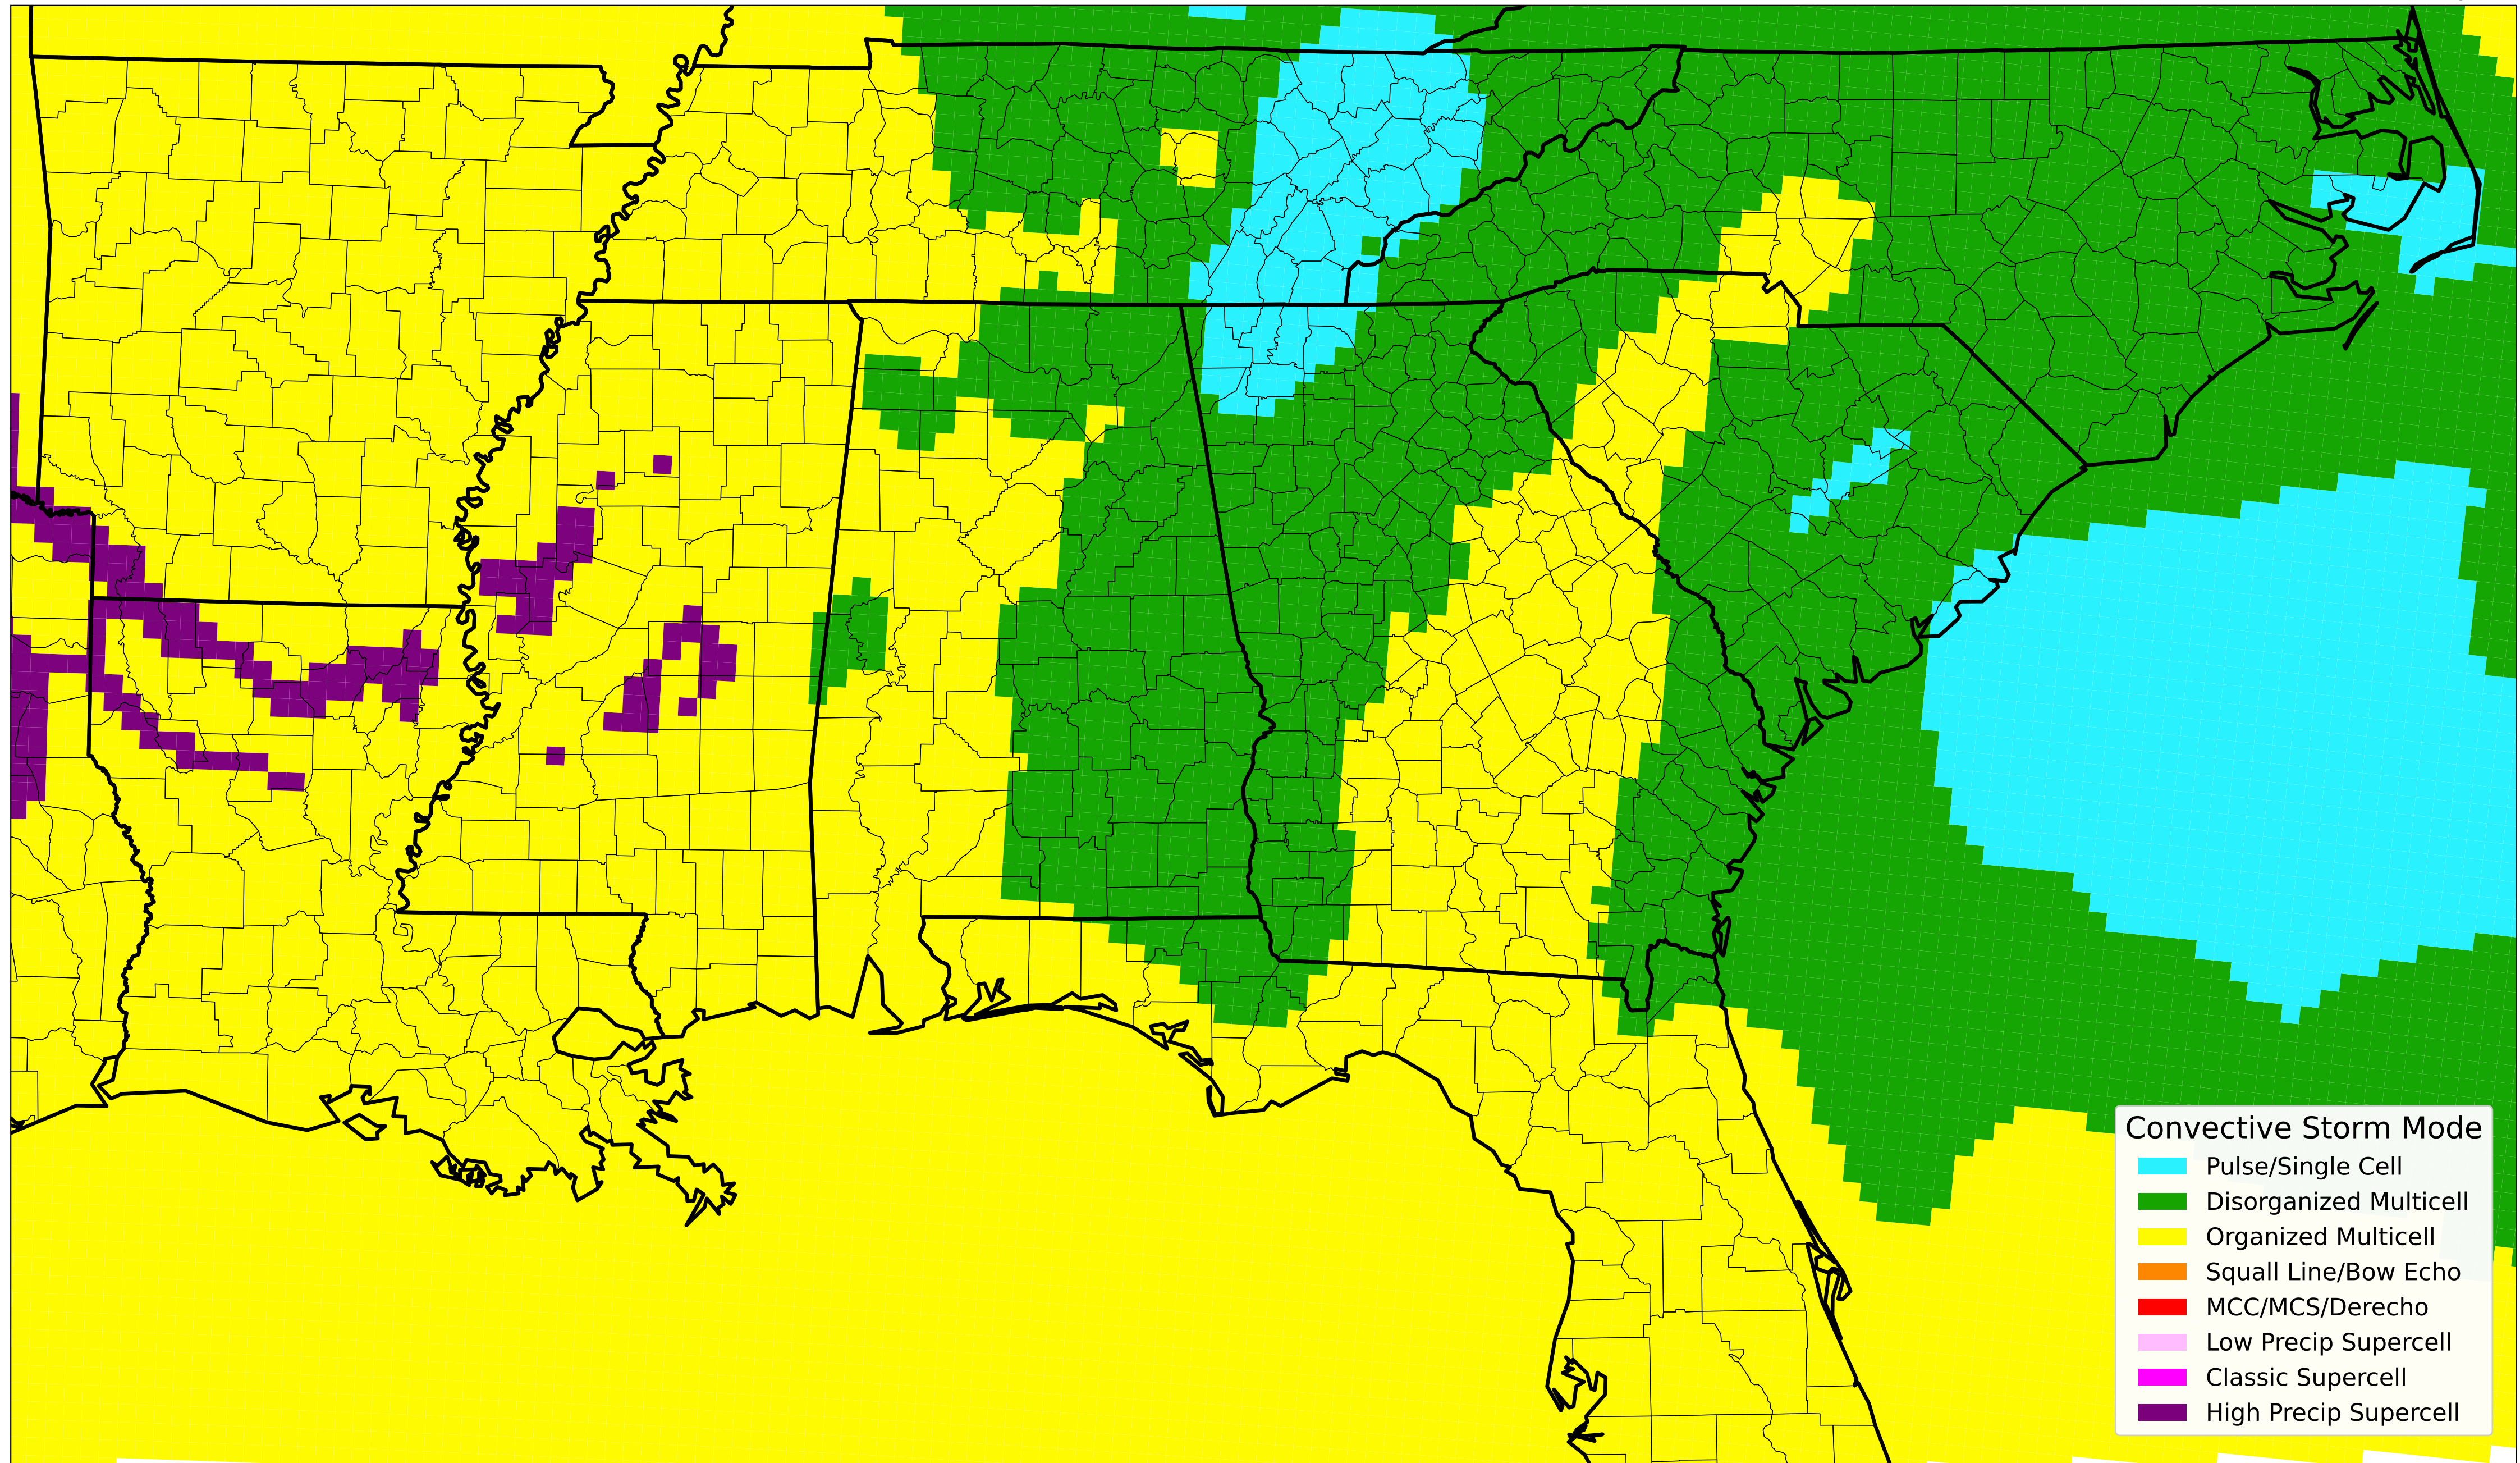 Convective Storm Mode
Pulse/Single Cell
Disorganized Multicell
Organized Multicell
Squall Line/Bow Echo
MCC/MCS/Derecho
Low Precip Supercell
Classic Supercell
High Precip Supercell